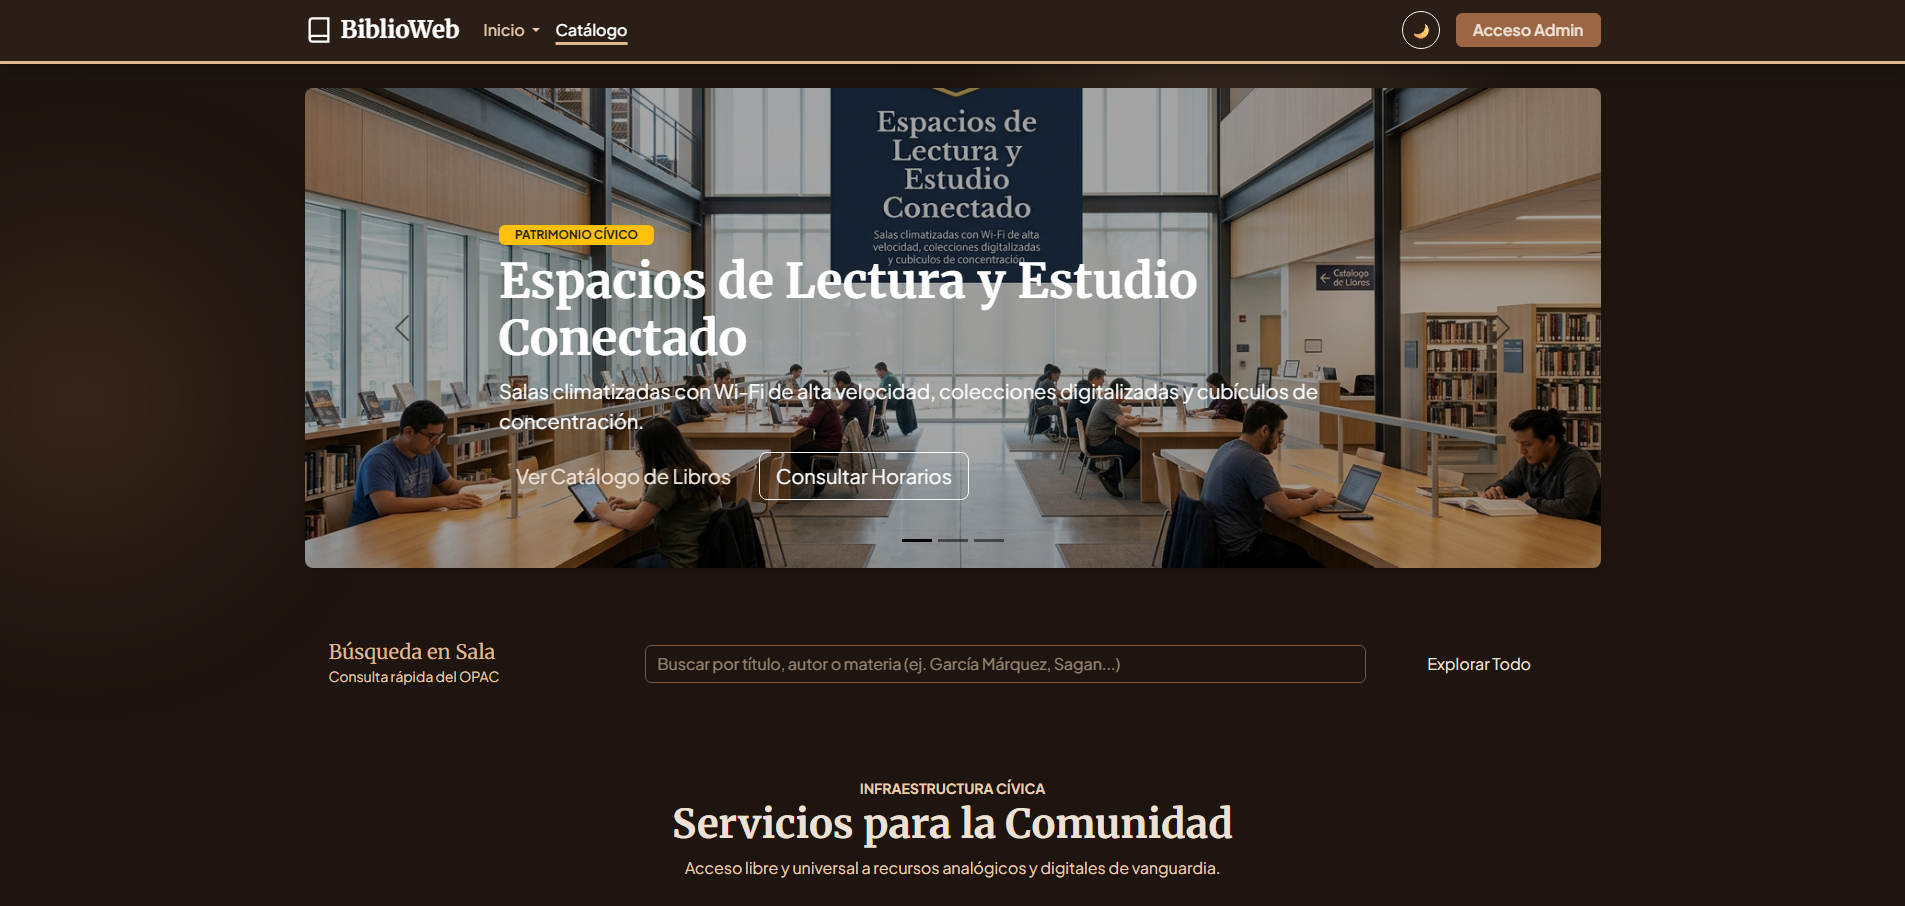 BiblioWeb
Inicio
Catálogo
Acceso Admin
Espacios de
Lectura y
Estudio
Conectado
Salas climatizadas con Wi-Fi de alta
velocidad, colecciones digitalizadas
y cubiculos de concentración
Catalogo
de Llores
PATRIMONIO CÍVICO
Espacios de Lectura y Estudio
Conectado
Salas climatizadas con Wi-Fi de alta velocidad, colecciones digitalizadas y cubículos de
concentración.
Ver Catálogo de Libros
Consultar Horarios
Búsqueda en Sala
Consulta rápida del OPAC
Buscar por título, autor o materia (ej. García Márquez, Sagan...)
Explorar Todo
INFRAESTRUCTURA CÍVICA
Servicios para la Comunidad
Acceso libre y universal a recursos analógicos y digitales de vanguardia.